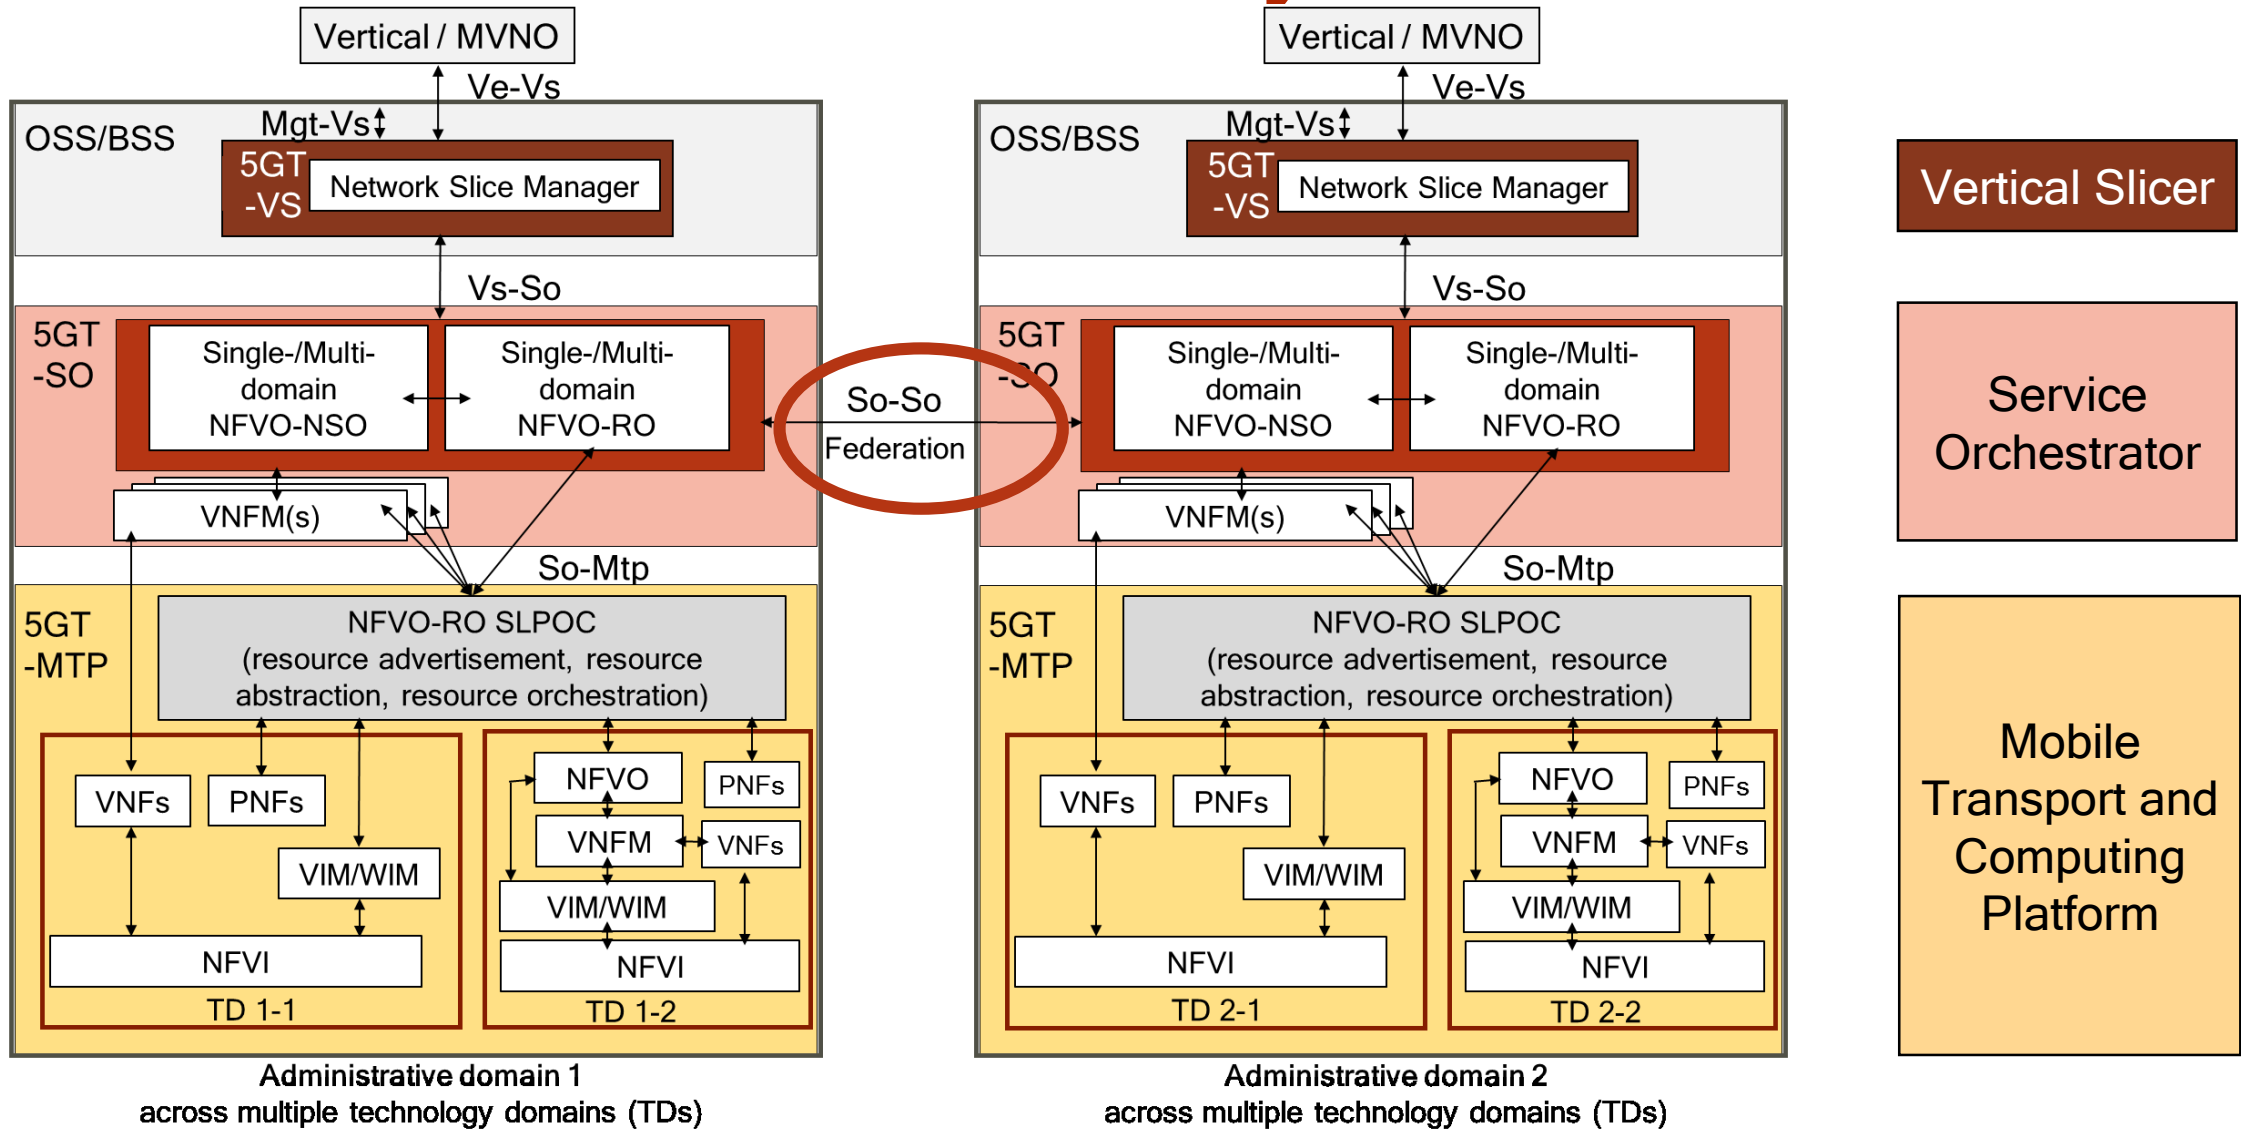 Vertical / MVNO
Ve-Vs
Mgt-Vs
OSS/BSS
5GT
-VS
Network Slice Manager
Vs-So
5GT
-SO
Single-/Multi-
domain
NFVO-NSO
Single-/Multi-
domain
NFVO-RO
VNFM(s)
So-Mtp
5GT
-MTP
NFVO-RO SLPOC
(resource advertisement, resource
abstraction, resource orchestration)
VNFs
PNFs
VIM/WIM
NFVI
TD 1-1
NFVO
PNFs
VNFM
VNFs
VIM/WIM
NFVI
TD 1-2
Administrative domain 1
across multiple technology domains (TDs)
So-So
Federation
Vertical / MVNO
Ve-Vs
Mgt-Vs
OSS/BSS
5GT
-VS
Network Slice Manager
Vs-So
5GT
-SO
Single-/Multi-
domain
NFVO-NSO
Single-/Multi-
domain
NFVO-RO
VNFM(s)
So-Mtp
5GT
-MTP
NFVO-RO SLPOC
(resource advertisement, resource
abstraction, resource orchestration)
VNFs
PNFs
VIM/WIM
NFVI
TD 2-1
NFVO
PNFs
VNFM
VNFs
VIM/WIM
NFVI
TD 2-2
Administrative domain 2
across multiple technology domains (TDs)
Vertical Slicer
Service
Orchestrator
Mobile
Transport and
Computing
Platform